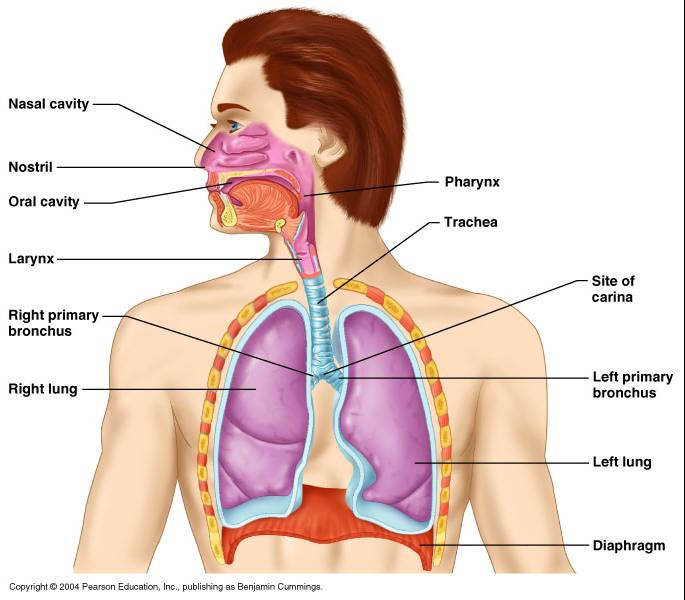 Nasal cavity
Nostril
Oral cavity
Larynx
Right primary
bronchus
Right lung
Pharynx
Trachea
Site of
carina
Left primary
bronchus
Left lung
Diaphragm
Copyright © 2004 Pearson Education, Inc., publishing as Benjamin Cummings.